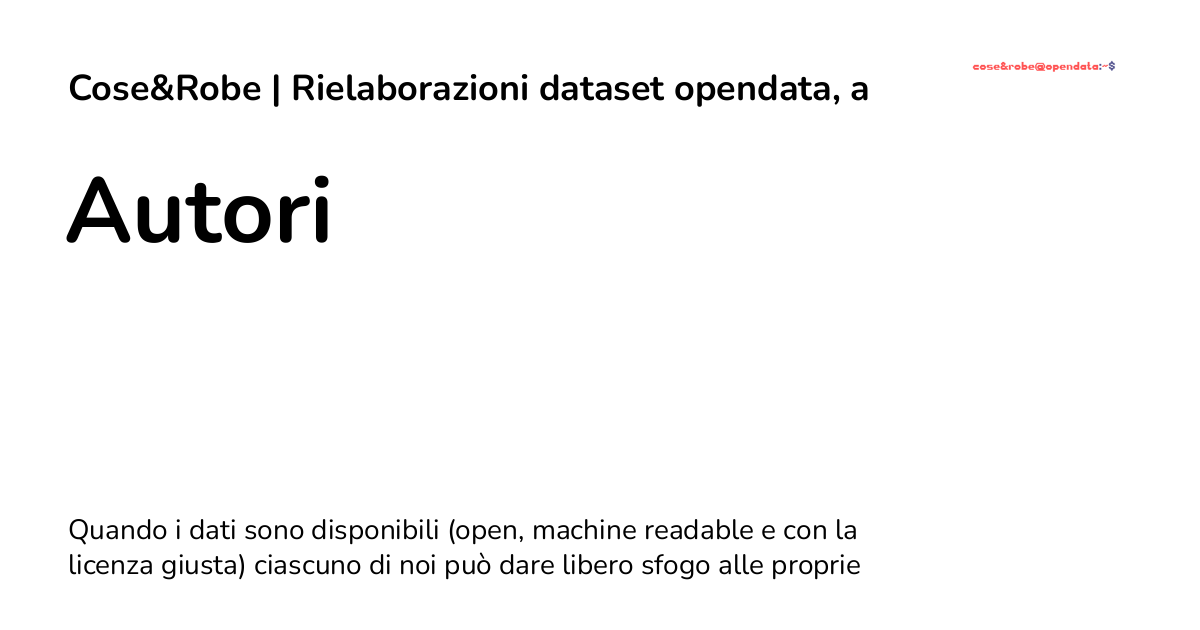 Cose&Robe | Rielaborazioni dataset opendata, a
cose&robe@opendata:~$
Autori
Quando i dati sono disponibili (open, machine readable e con la
licenza giusta) ciascuno di noi può dare libero sfogo alle proprie